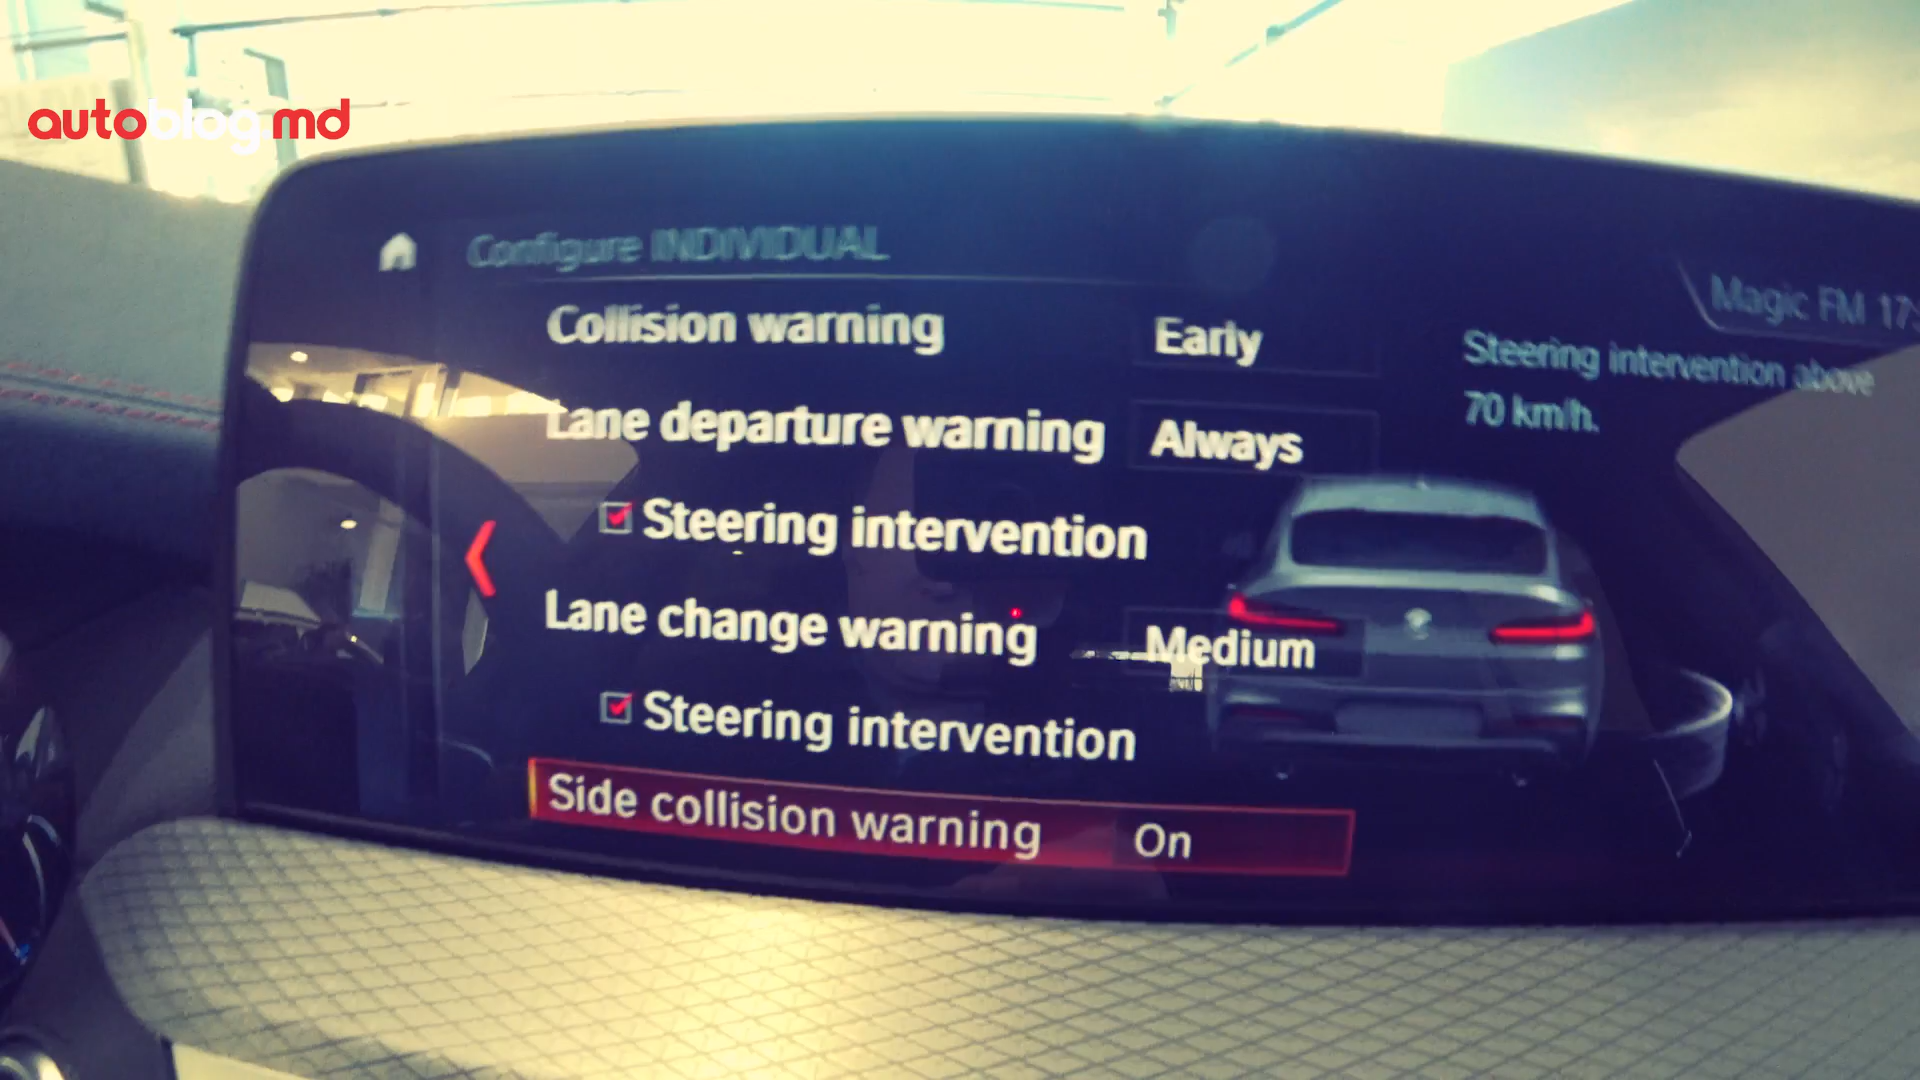 autoblog.md
Configure INDIVIDUAL
Magic FM
Collision warning Early
Steering intervention above
70 km/h.
Lane departure warning Always
Steering intervention
Lane change warning Medium
Steering intervention
Side collision warning On